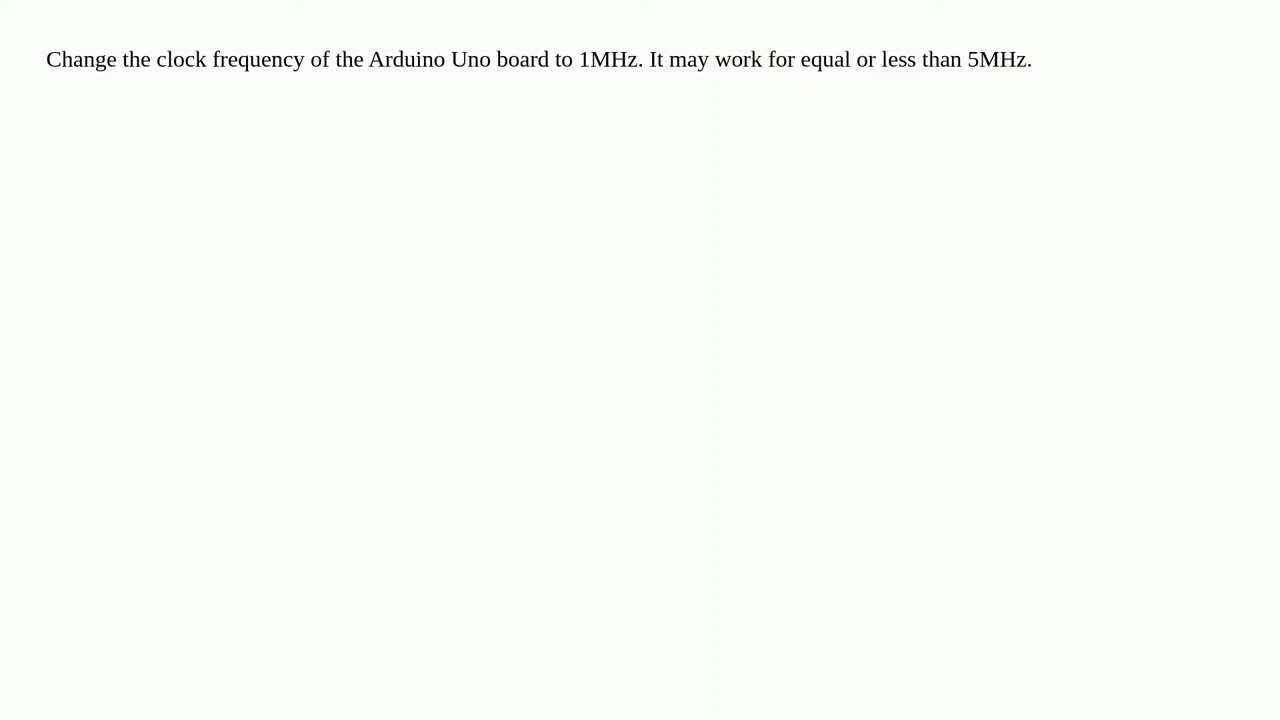 Change the clock frequency of the Arduino Uno board to 1MHz. It may work for equal or less than 5MHz.